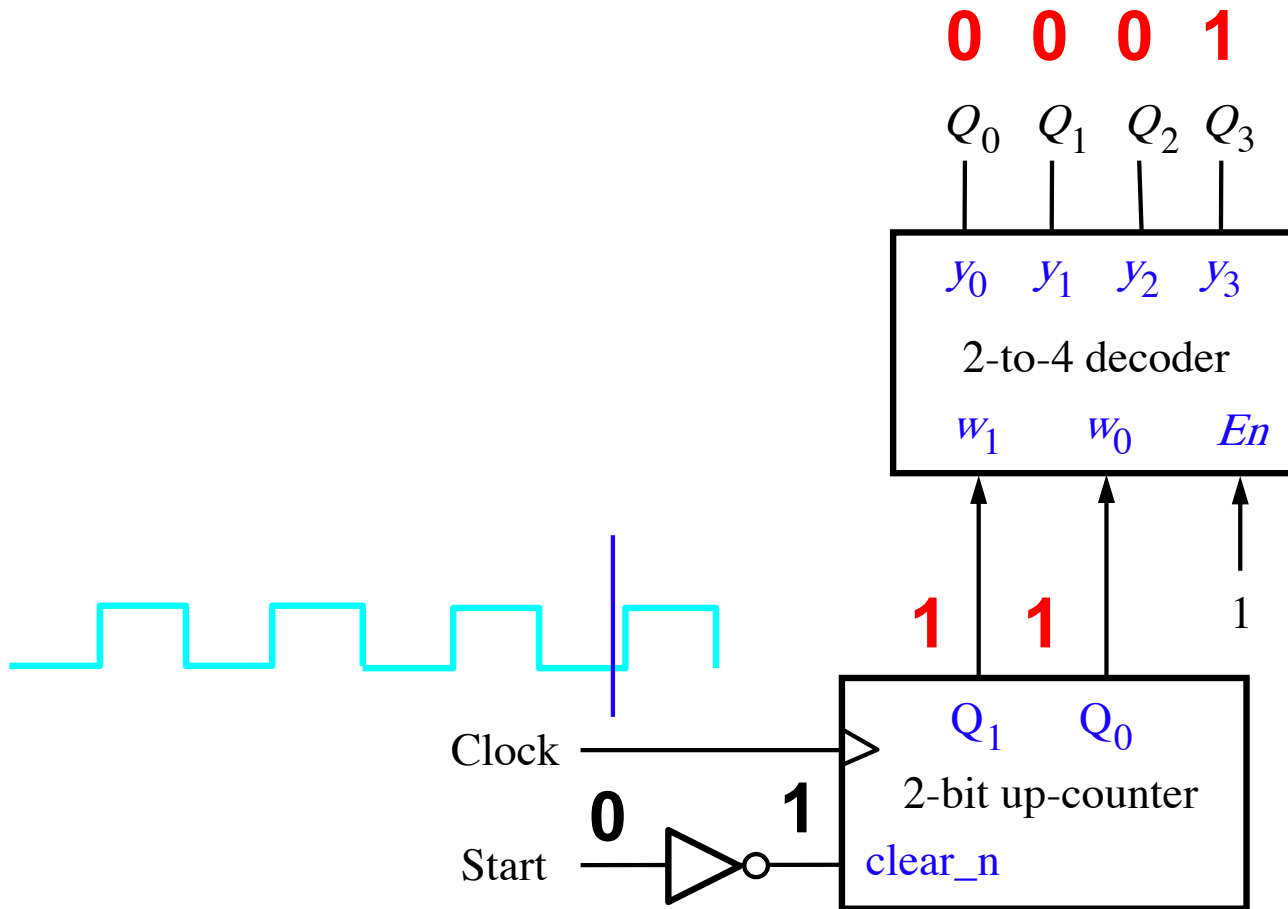 0 0 0 1
Q0 Q1 Q2 Q3
y0 y1 y2 y3
2-to-4 decoder
w1 w0 En
1 1 1
Q1 Q0
Clock
2-bit up-counter
0 1
Start
clear_n